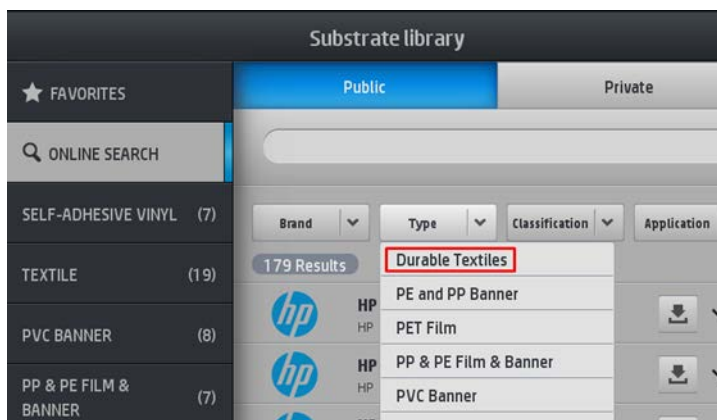 Substrate library
FAVORITES
Public
Private
ONLINE SEARCH
SELF-ADHESIVE VINYL (7)
Brand
Type
Classification
Application
TEXTILE (19)
179 Results
Durable Textiles
PE and PP Banner
PET Film
PP & PE Film & Banner
PVC Banner
hp
HP
HP
PVC BANNER (8)
hp
HP
HP
PP & PE FILM &
BANNER (7)